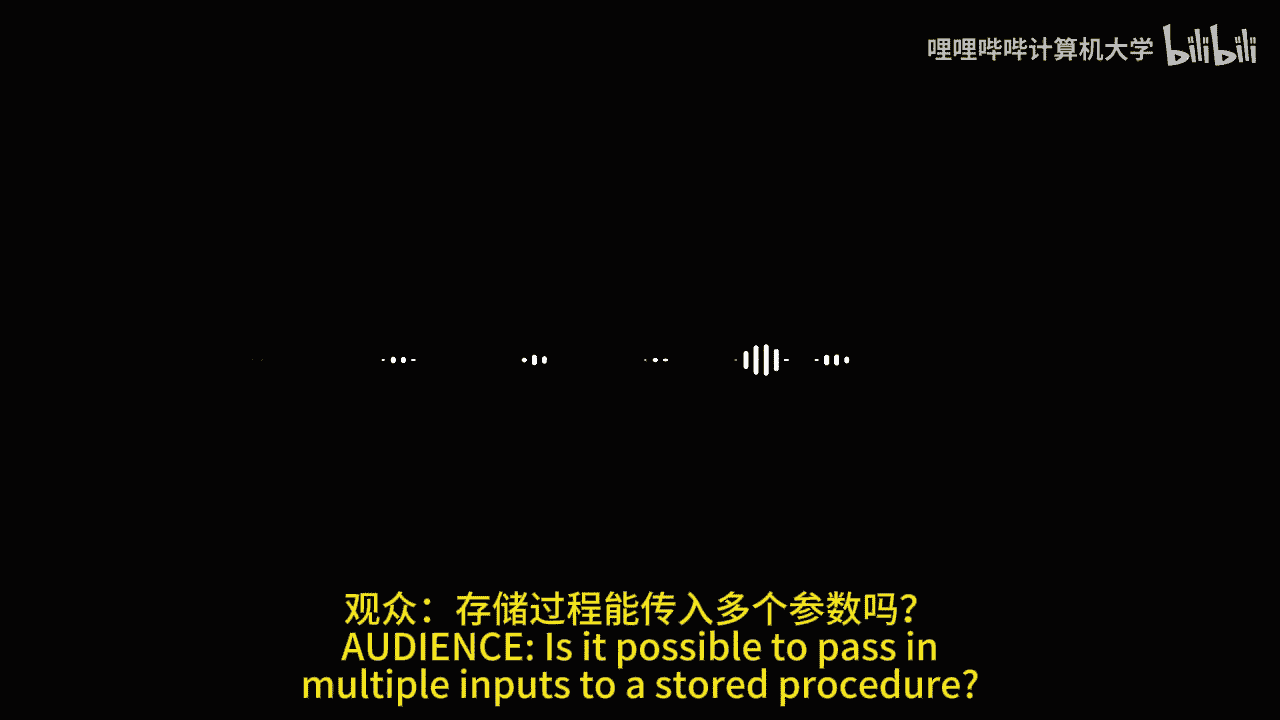 哩哩哔哔计算机大学 bilibili
观众：存储过程能传入多个参数吗？
AUDIENCE: Is it possible to pass in
multiple inputs to a stored procedure?